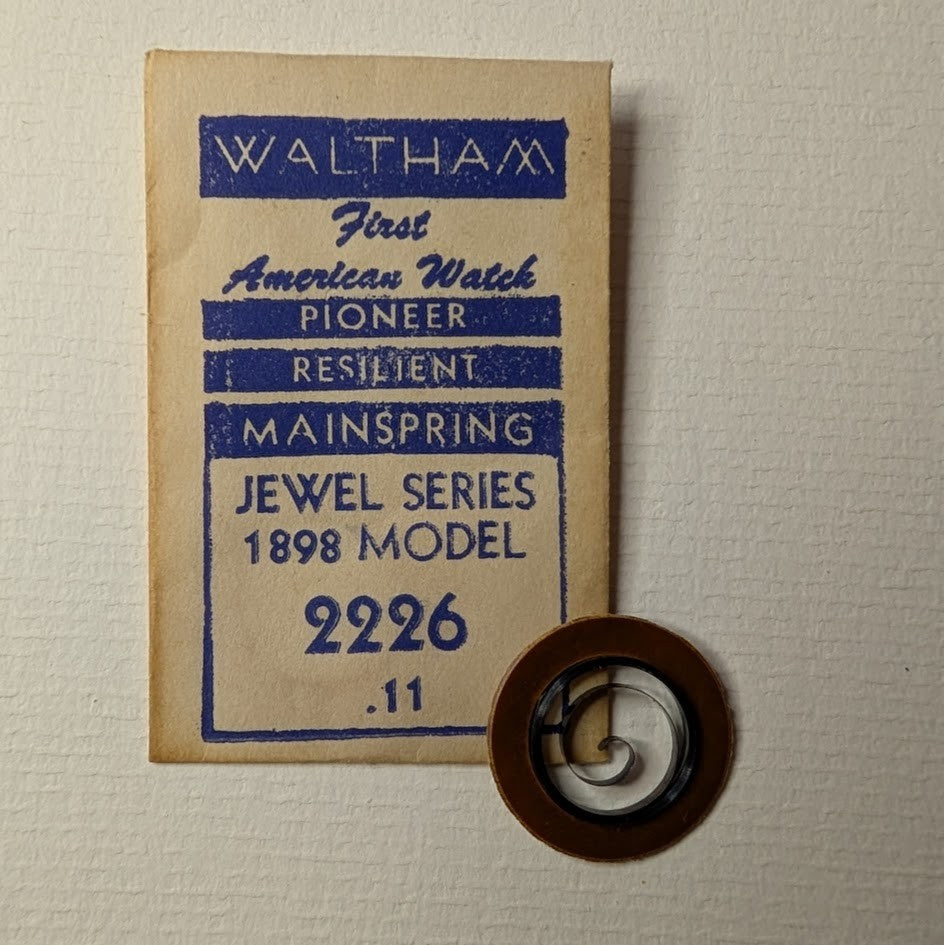 WALTHAM
First
American Watch
PIONEER
RESILIENT
MAINSPRING
JEWEL SERIES
1898 MODEL
2226
.11